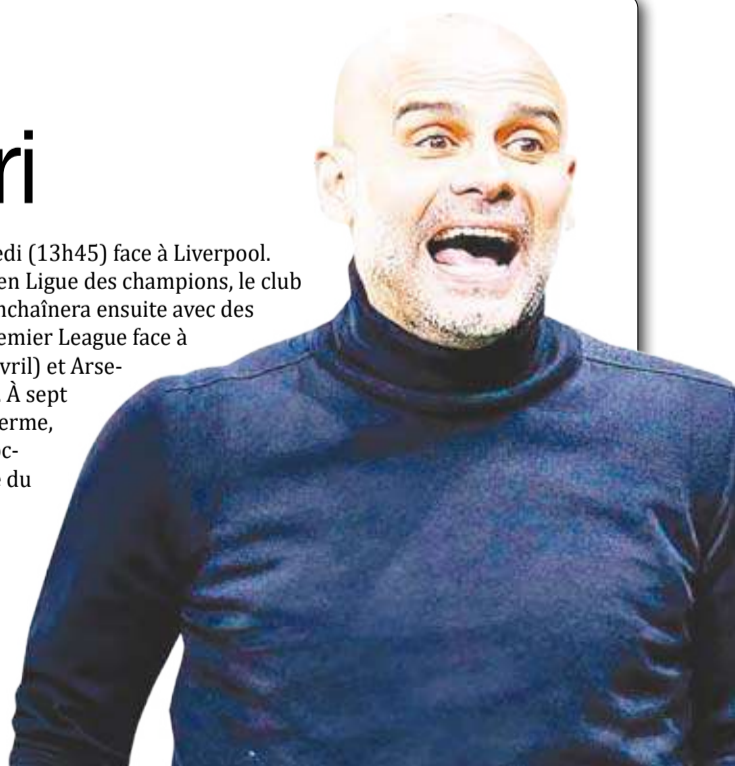 ri
edi (13h45) face à Liverpool.
en Ligue des champions, le club
nchaînera ensuite avec des
emier League face à
vril) et Arse-
. À sept
erme,
oc-
e du